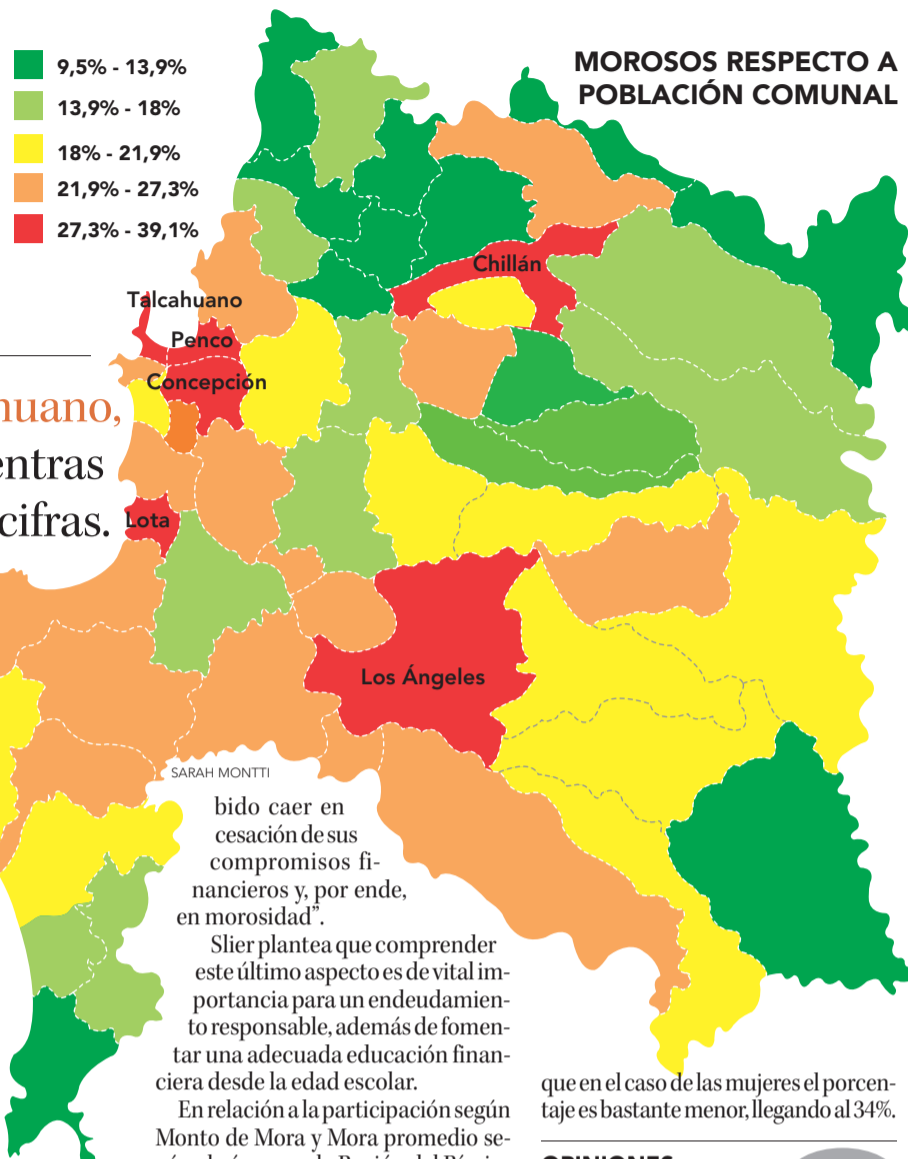 9,5% - 13,9%
13,9% - 18%
18% - 21,9%
21,9% - 27,3%
27,3% - 39,1%
MOROSOS RESPECTO A
POBLACIÓN COMUNAL
Chillán
Talcahuano
Penco
Concepción
Lota
Los Ángeles
huano,
entras
cifras.
SARAH MONTTI
bido caer en
cesación de sus
compromisos fi-
nancieros y, por ende,
en morosidad”.
Slier plantea que comprender
este último aspecto es de vital im-
portancia para un endeudamien-
to responsable, además de fomen-
tar una adecuada educación finan-
ciera desde la edad escolar.
En relación a la participación según
Monto de Mora y Mora promedio se-
que en el caso de las mujeres el porcen-
taje es bastante menor, llegando al 34%.
OPINIONES